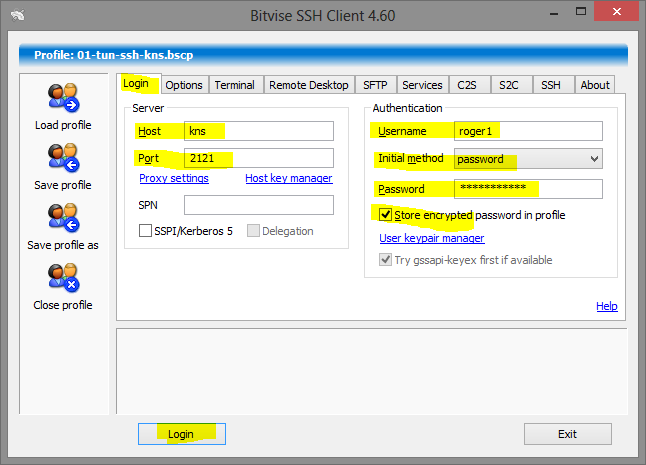 Bitvise SSH Client 4.60
Profile: 01-tun-ssh-kns.bscp
Load profile
Save profile
Save profile as
Close profile
Login Options Terminal Remote Desktop SFTP Services C2S S2C SSH About
Server
Host kns
Port 2121
Proxy settings Host key manager
SPN
SSPI/Kerberos 5 Delegation
Authentication
Username roger1
Initial method password
Password ***********
Store encrypted password in profile
User keypair manager
Try gssapi-keyex first if available
Help
Login Exit